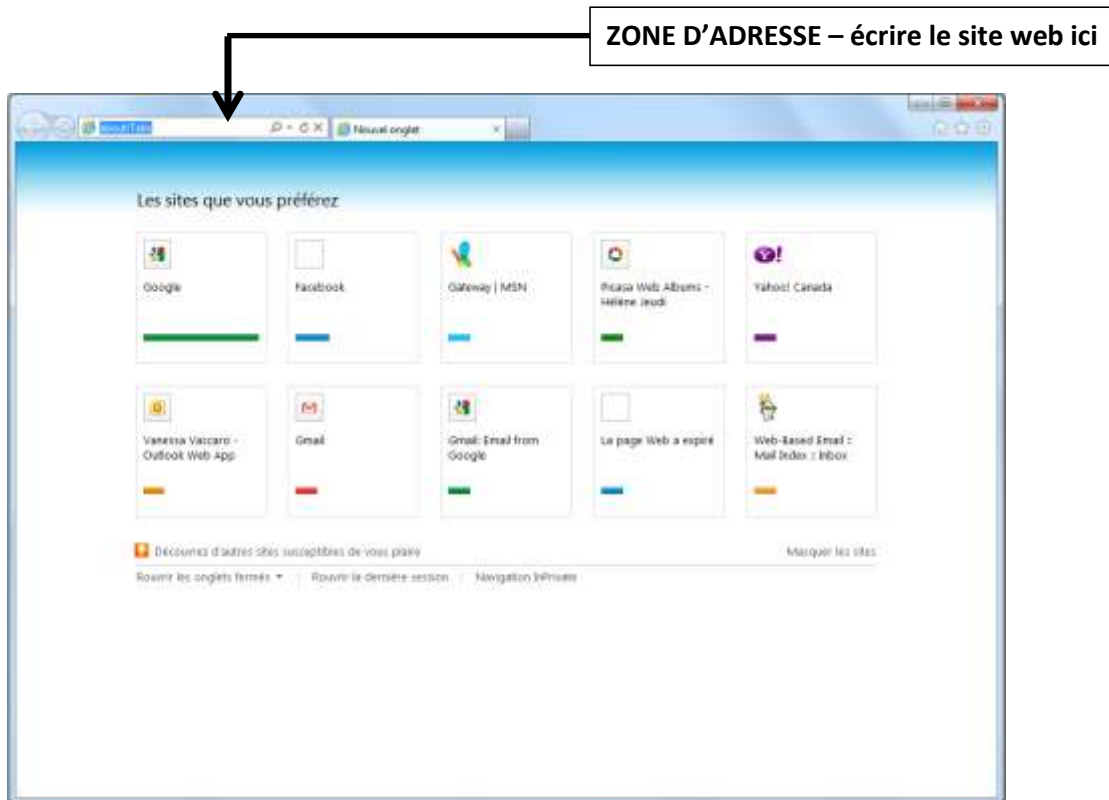 ZONE D’ADRESSE – écrire le site web ici
about:Tabs
Nouvel onglet
Les sites que vous préférez
Google
Facebook
Gateway | MSN
Picasa Web Albums -
Hélène Jeudi
Yahoo! Canada
Vanessa Vaccaro -
Outlook Web App
Gmail
Gmail: Email from
Google
La page Web a expiré
Web-Based Email ::
Mail Index :: Inbox
Découvrez d'autres sites susceptibles de vous plaire
Masquer les sites
Rouvrir les onglets fermés
Rouvrir la dernière session
Navigation InPrivate